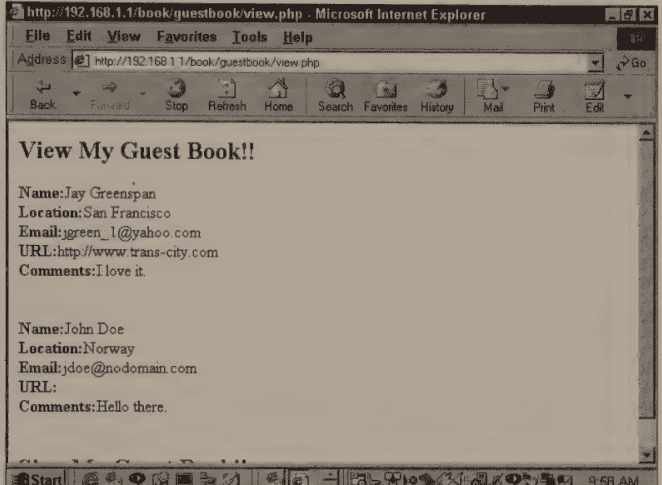 http://192.168.1.1/book/guestbook/view.php - Microsoft Internet Explorer
File Edit View Favorites Tools Help
Address http://192.168.1.1/book/guestbook/view.php Go
Back Forward Stop Refresh Home Search Favorites History Mail Print Edit
View My Guest Book!!
Name:Jay Greenspan
Location:San Francisco
Email:jgreen_1@yahoo.com
URL:http://www.trans-city.com
Comments:I love it.
Name:John Doe
Location:Norway
Email:jdoe@nodomain.com
URL:
Comments:Hello there.
Start 9:58 AM